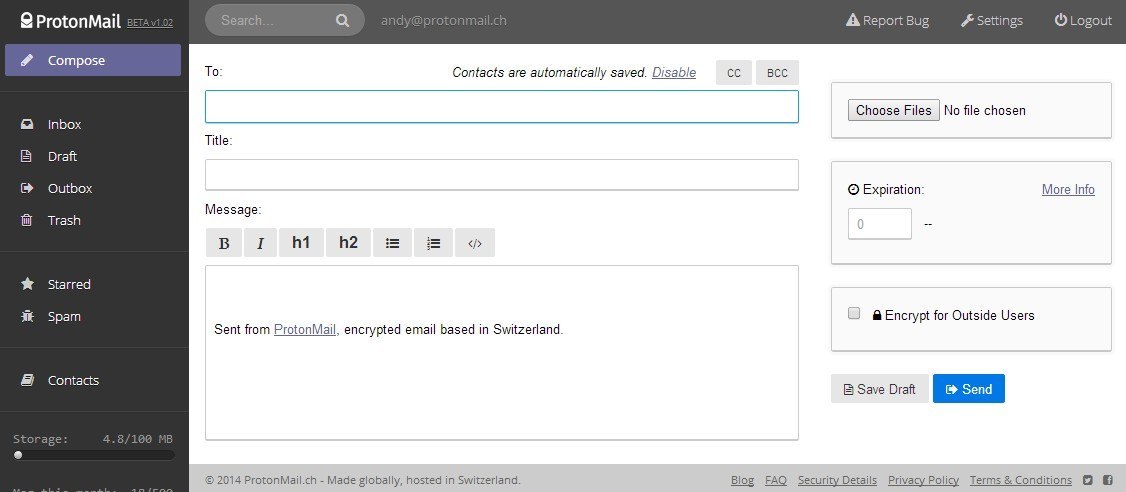 ProtonMail BETA v1.02
Search...
andy@protonmail.ch
Report Bug
Settings
Logout
Compose
Inbox
Draft
Outbox
Trash
Starred
Spam
Contacts
Storage: 4.8/100 MB
To:
Contacts are automatically saved. Disable
CC
BCC
Title:
Message:
B
I
h1
h2
</>
Sent from ProtonMail, encrypted email based in Switzerland.
Choose Files No file chosen
Expiration: More Info
0 --
Encrypt for Outside Users
Save Draft
Send
© 2014 ProtonMail.ch - Made globally, hosted in Switzerland.
Blog FAQ Security Details Privacy Policy Terms & Conditions